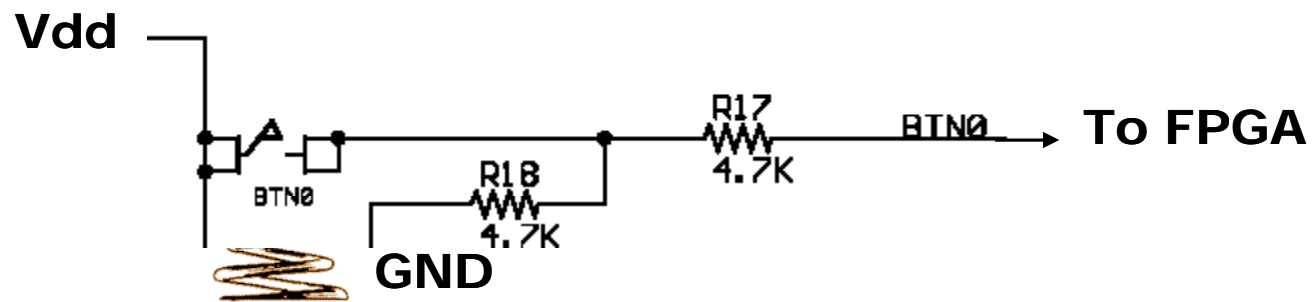 Vdd
R17
BTN0
To FPGA
4.7K
R18
BTN0
4.7K
GND